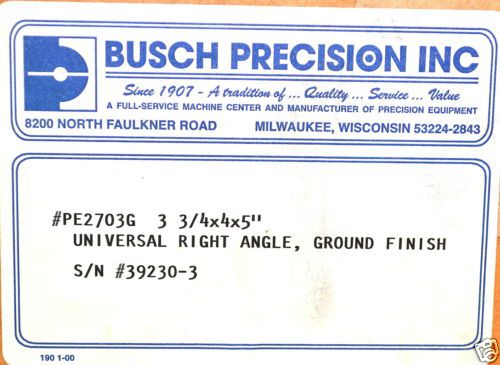 BUSCH PRECISION INC
Since 1907 - A tradition of ... Quality ... Service ... Value
A FULL-SERVICE MACHINE CENTER AND MANUFACTURER OF PRECISION EQUIPMENT
8200 NORTH FAULKNER ROAD MILWAUKEE, WISCONSIN 53224-2843
#PE2703G 3 3/4x4x5"
UNIVERSAL RIGHT ANGLE, GROUND FINISH
S/N #39230-3
190 1-00